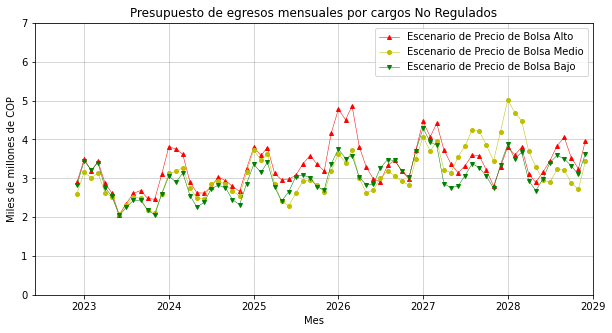 Presupuesto de egresos mensuales por cargos No Regulados
Escenario de Precio de Bolsa Alto
Escenario de Precio de Bolsa Medio
Escenario de Precio de Bolsa Bajo
Miles de millones de COP
7
6
5
4
3
2
1
0
2023
2024
2025
2026
2027
2028
2029
Mes